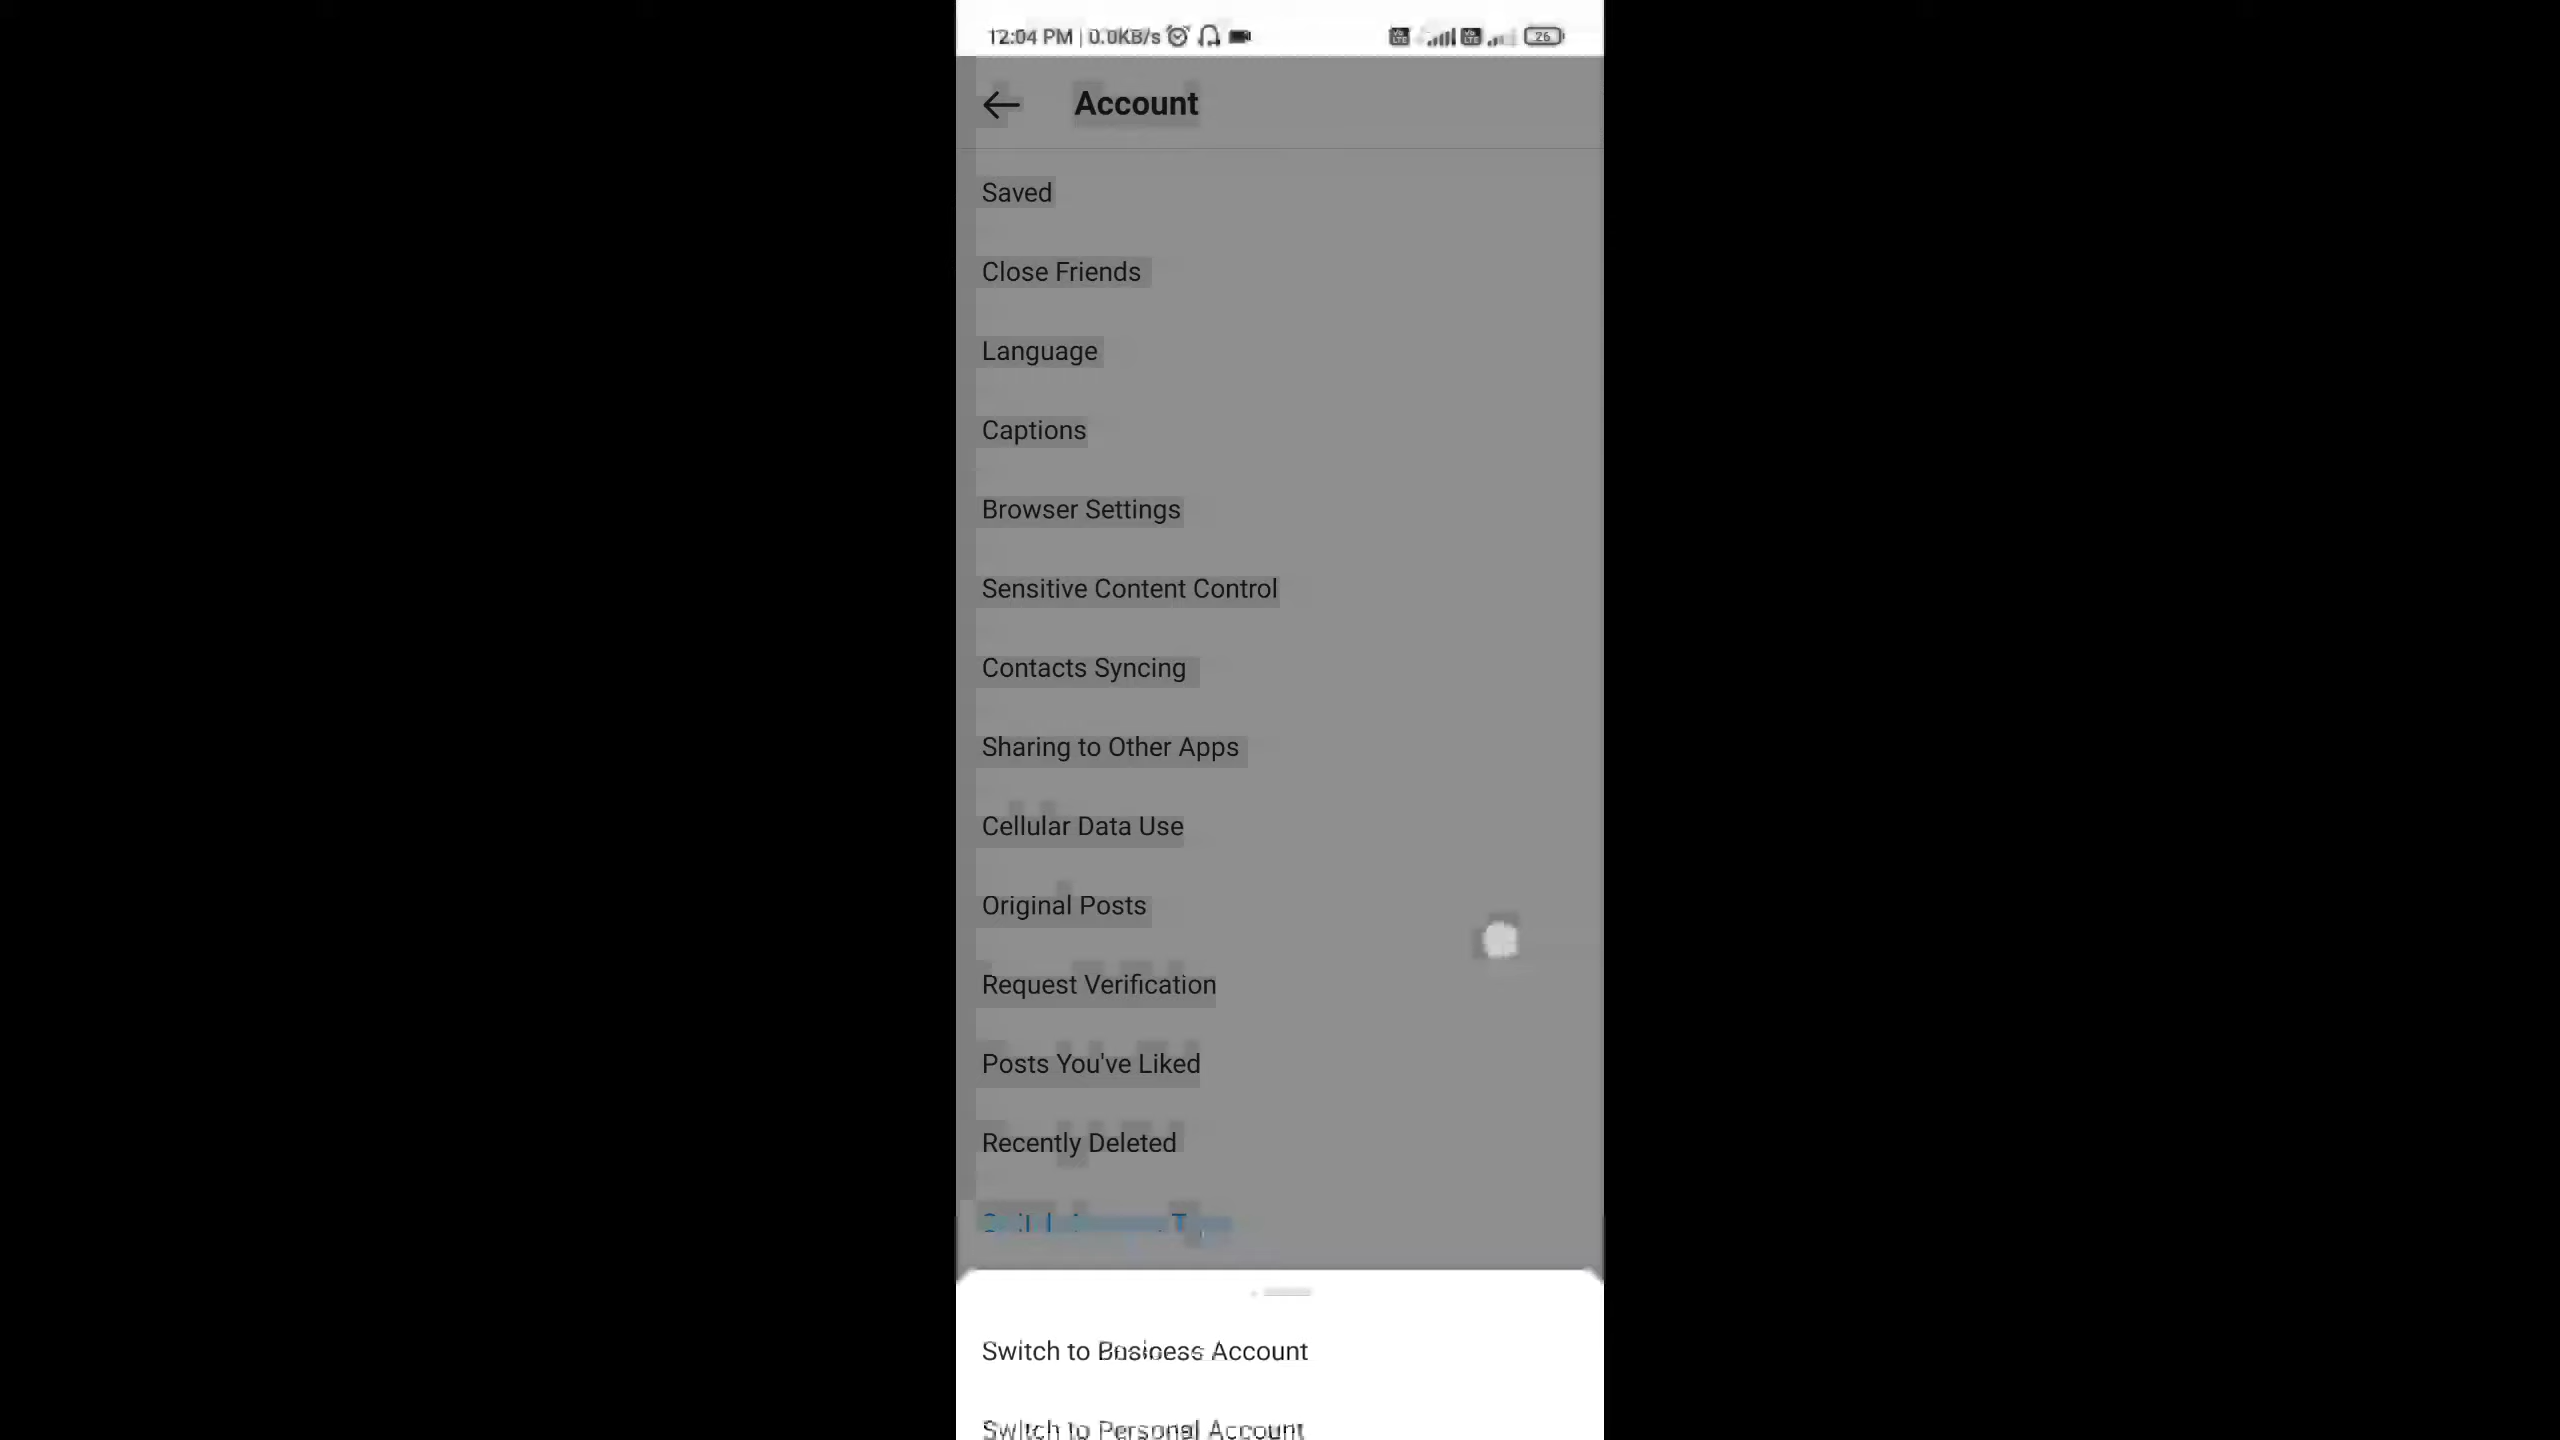 12:04 PM | 0.0KB/s
26
Account
Saved
Close Friends
Language
Captions
Browser Settings
Sensitive Content Control
Contacts Syncing
Sharing to Other Apps
Cellular Data Use
Original Posts
Request Verification
Posts You've Liked
Recently Deleted
Switch to Business Account
Switch to Personal Account